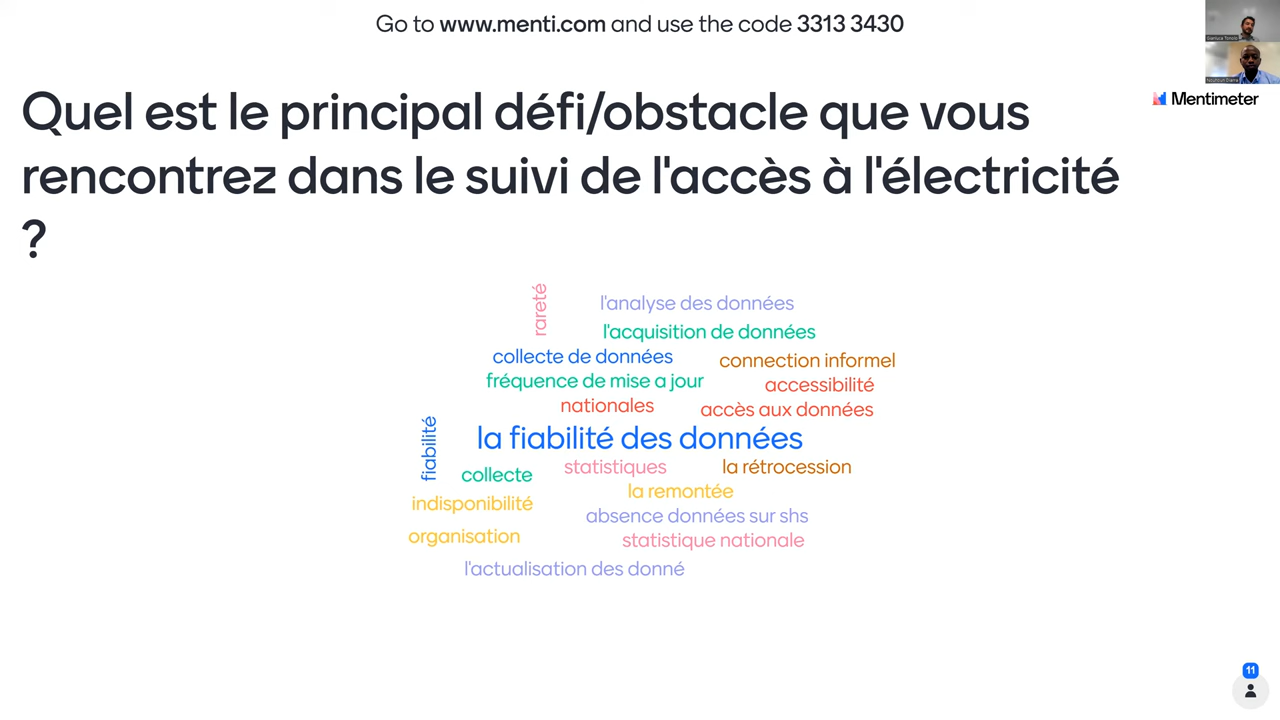 Go to www.menti.com and use the code 3313 3430
Mentimeter
Quel est le principal défi/obstacle que vous
rencontrez dans le suivi de l'accès à l'électricité
?
rareté
l'analyse des données
l'acquisition de données
collecte de données
connection informel
fréquence de mise a jour
accessibilité
nationales
accès aux données
fiabilité
la fiabilité des données
collecte
statistiques
la rétrocession
indisponibilité
la remontée
absence données sur shs
organisation
statistique nationale
l'actualisation des donné
11